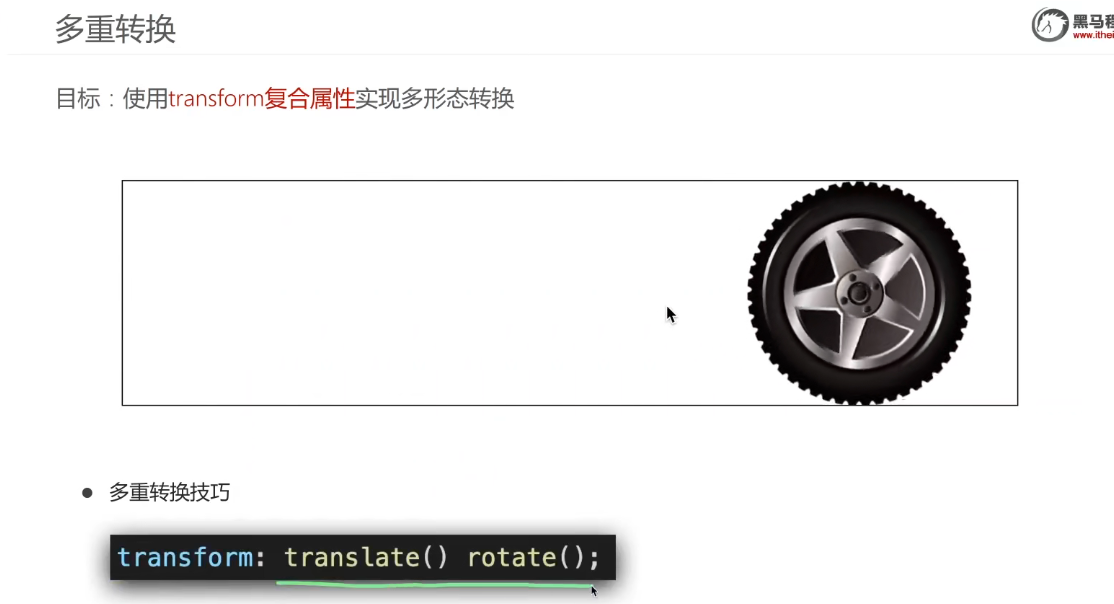 多重转换
黑马程
www.ithei
目标：使用transform复合属性实现多形态转换
● 多重转换技巧
transform: translate() rotate();